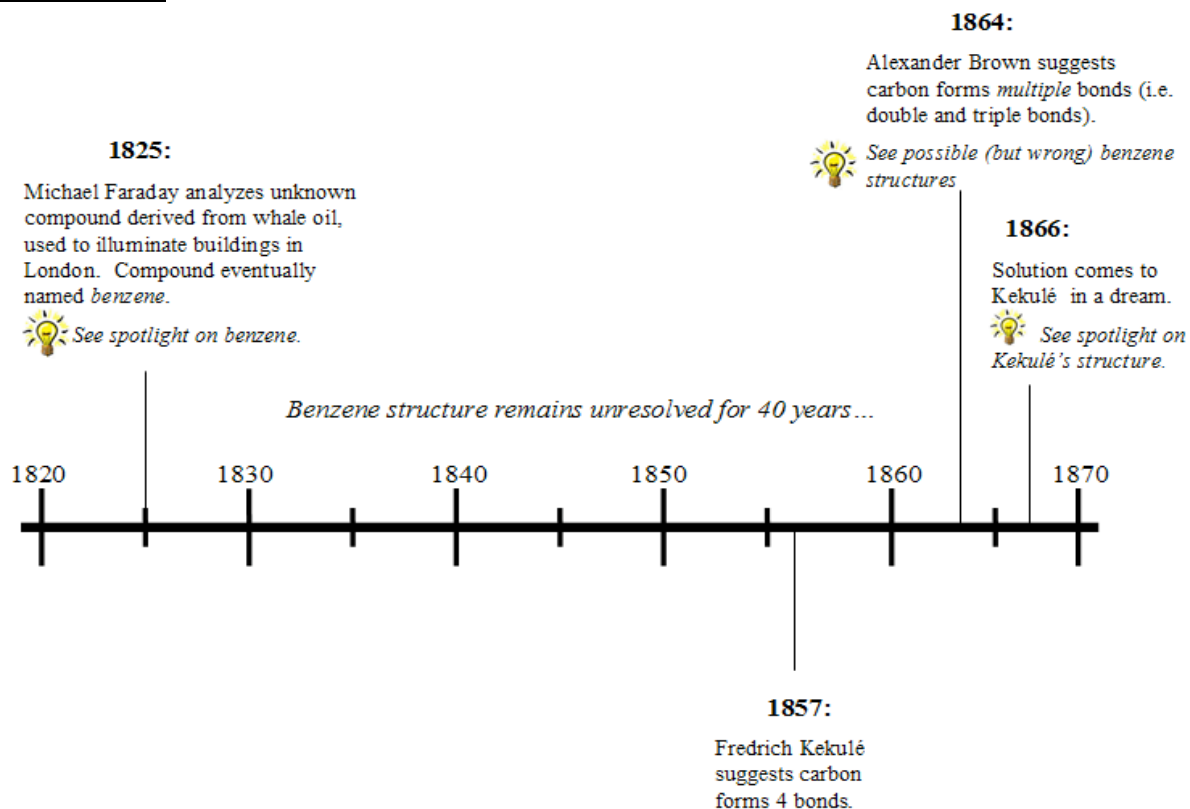 1825:
Michael Faraday analyzes unknown
compound derived from whale oil,
used to illuminate buildings in
London. Compound eventually
named benzene.
See spotlight on benzene.
1864:
Alexander Brown suggests
carbon forms multiple bonds (i.e.
double and triple bonds).
See possible (but wrong) benzene
structures
1866:
Solution comes to
Kekulé in a dream.
See spotlight on
Kekulé's structure.
Benzene structure remains unresolved for 40 years...
1820 1830 1840 1850 1860 1870
1857:
Fredrich Kekulé
suggests carbon
forms 4 bonds.